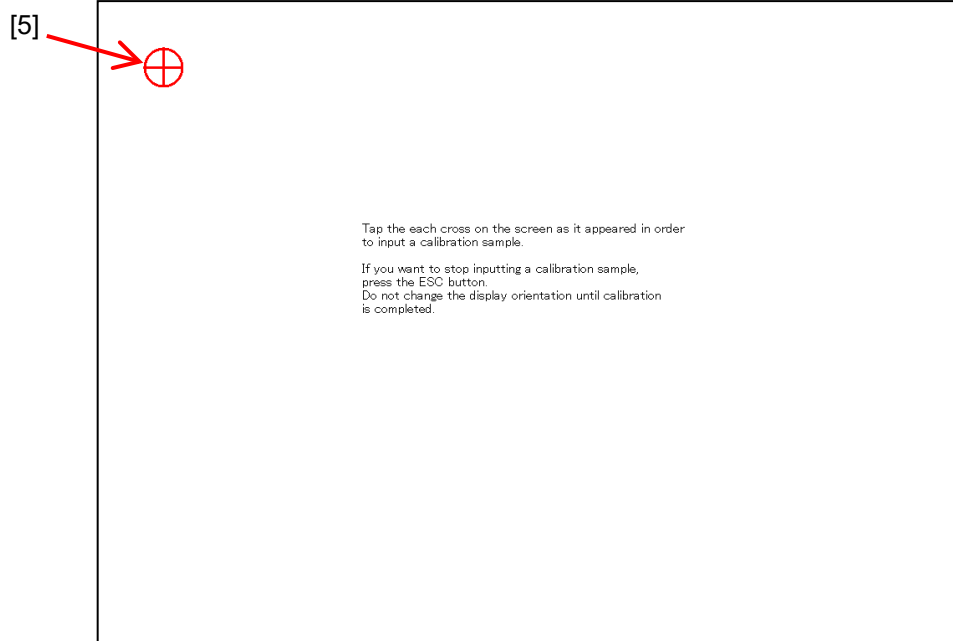 [5]
Tap the each cross on the screen as it appeared in order
to input a calibration sample.
If you want to stop inputting a calibration sample,
press the ESC button.
Do not change the display orientation until calibration
is completed.